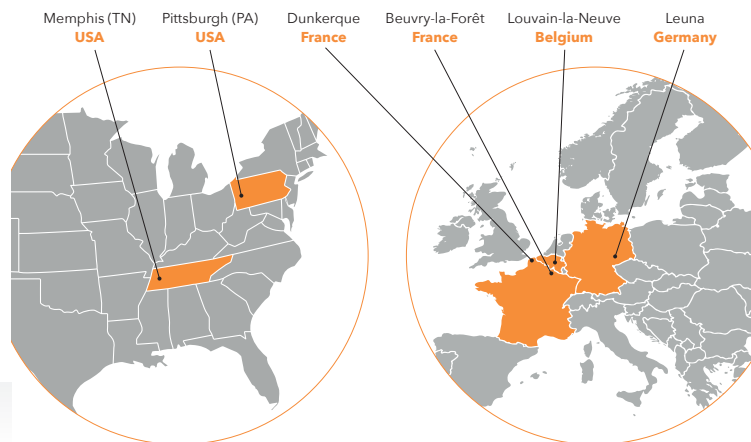 Memphis (TN)
USA
Pittsburgh (PA)
USA
Dunkerque
France
Beuvry-la-Forêt
France
Louvain-la-Neuve
Belgium
Leuna
Germany